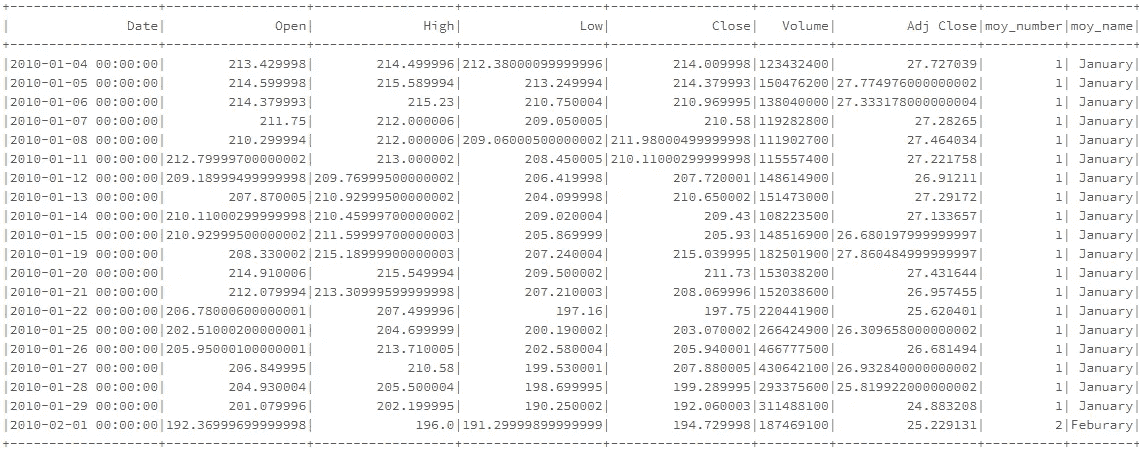 +-------------------+------------------+------------------+------------------+------------------+---------+------------------+----------+--------+
|               Date|              Open|              High|               Low|             Close|   Volume|         Adj Close|moy_number|moy_name|
+-------------------+------------------+------------------+------------------+------------------+---------+------------------+----------+--------+
|2010-01-04 00:00:00|        213.429998|        214.499996|212.38000099999996|        214.009998|123432400|         27.727039|         1| January|
|2010-01-05 00:00:00|        214.599998|        215.589994|        213.249994|        214.379993|150476200|27.774976000000002|         1| January|
|2010-01-06 00:00:00|        214.379993|            215.23|        210.750004|        210.969995|138040000|27.333178000000004|         1| January|
|2010-01-07 00:00:00|            211.75|        212.000006|        209.050005|            210.58|119282800|          27.28265|         1| January|
|2010-01-08 00:00:00|        210.299994|        212.000006|209.06000500000002|211.98000499999998|111902700|         27.464034|         1| January|
|2010-01-11 00:00:00|212.79999700000002|        213.000002|        208.450005|210.11000299999998|115557400|         27.221758|         1| January|
|2010-01-12 00:00:00|209.18999499999998|209.76999500000002|        206.419998|        207.720001|148614900|          26.91211|         1| January|
|2010-01-13 00:00:00|        207.870005|210.92999500000002|        204.099998|        210.650002|151473000|          27.29172|         1| January|
|2010-01-14 00:00:00|210.11000299999998|210.45999700000002|        209.020004|            209.43|108223500|         27.133657|         1| January|
|2010-01-15 00:00:00|210.92999500000002|211.59999700000003|        205.869999|            205.93|148516900|26.680197999999997|         1| January|
|2010-01-19 00:00:00|        208.330002|215.18999900000003|        207.240004|        215.039995|182501900|27.860484999999997|         1| January|
|2010-01-20 00:00:00|        214.910006|        215.549994|        209.500002|            211.73|153038200|         27.431644|         1| January|
|2010-01-21 00:00:00|        212.079994|213.30999599999998|        207.210003|        208.069996|152038600|         26.957455|         1| January|
|2010-01-22 00:00:00|206.78000600000001|        207.499996|            197.16|            197.75|220441900|         25.620401|         1| January|
|2010-01-25 00:00:00|202.51000200000001|        204.699999|        200.190002|        203.070002|266424900|26.309658000000002|         1| January|
|2010-01-26 00:00:00|205.95000100000001|        213.710005|        202.580004|        205.940001|466777500|         26.681494|         1| January|
|2010-01-27 00:00:00|        206.849995|            210.58|        199.530001|        207.880005|430642100|26.932840000000002|         1| January|
|2010-01-28 00:00:00|        204.930004|        205.500004|        198.699995|        199.289995|293375600|25.819922000000002|         1| January|
|2010-01-29 00:00:00|        201.079996|        202.199995|        190.250002|        192.060003|311488100|         24.883208|         1| January|
|2010-02-01 00:00:00|192.36999699999998|             196.0|191.29999899999999|        194.729998|187469100|         25.229131|         2|Feburary|
+-------------------+------------------+------------------+------------------+------------------+---------+------------------+----------+--------+